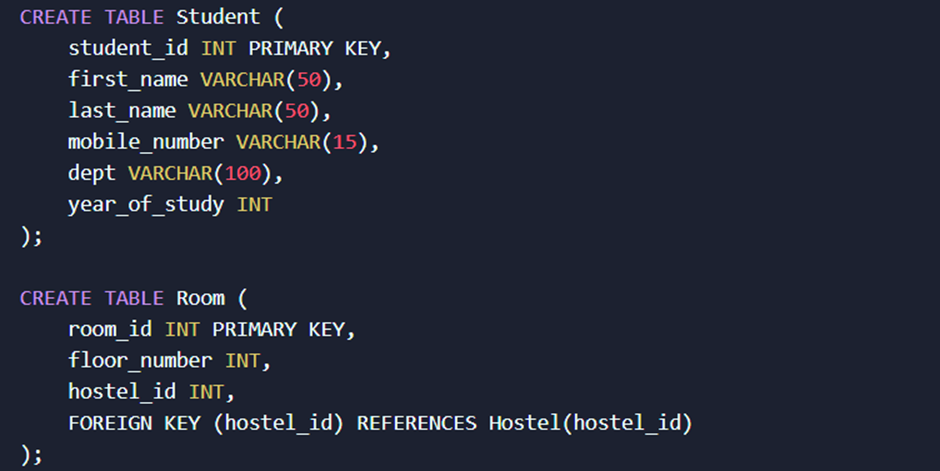 CREATE TABLE Student (
    student_id INT PRIMARY KEY,
    first_name VARCHAR(50),
    last_name VARCHAR(50),
    mobile_number VARCHAR(15),
    dept VARCHAR(100),
    year_of_study INT
);

CREATE TABLE Room (
    room_id INT PRIMARY KEY,
    floor_number INT,
    hostel_id INT,
    FOREIGN KEY (hostel_id) REFERENCES Hostel(hostel_id)
);